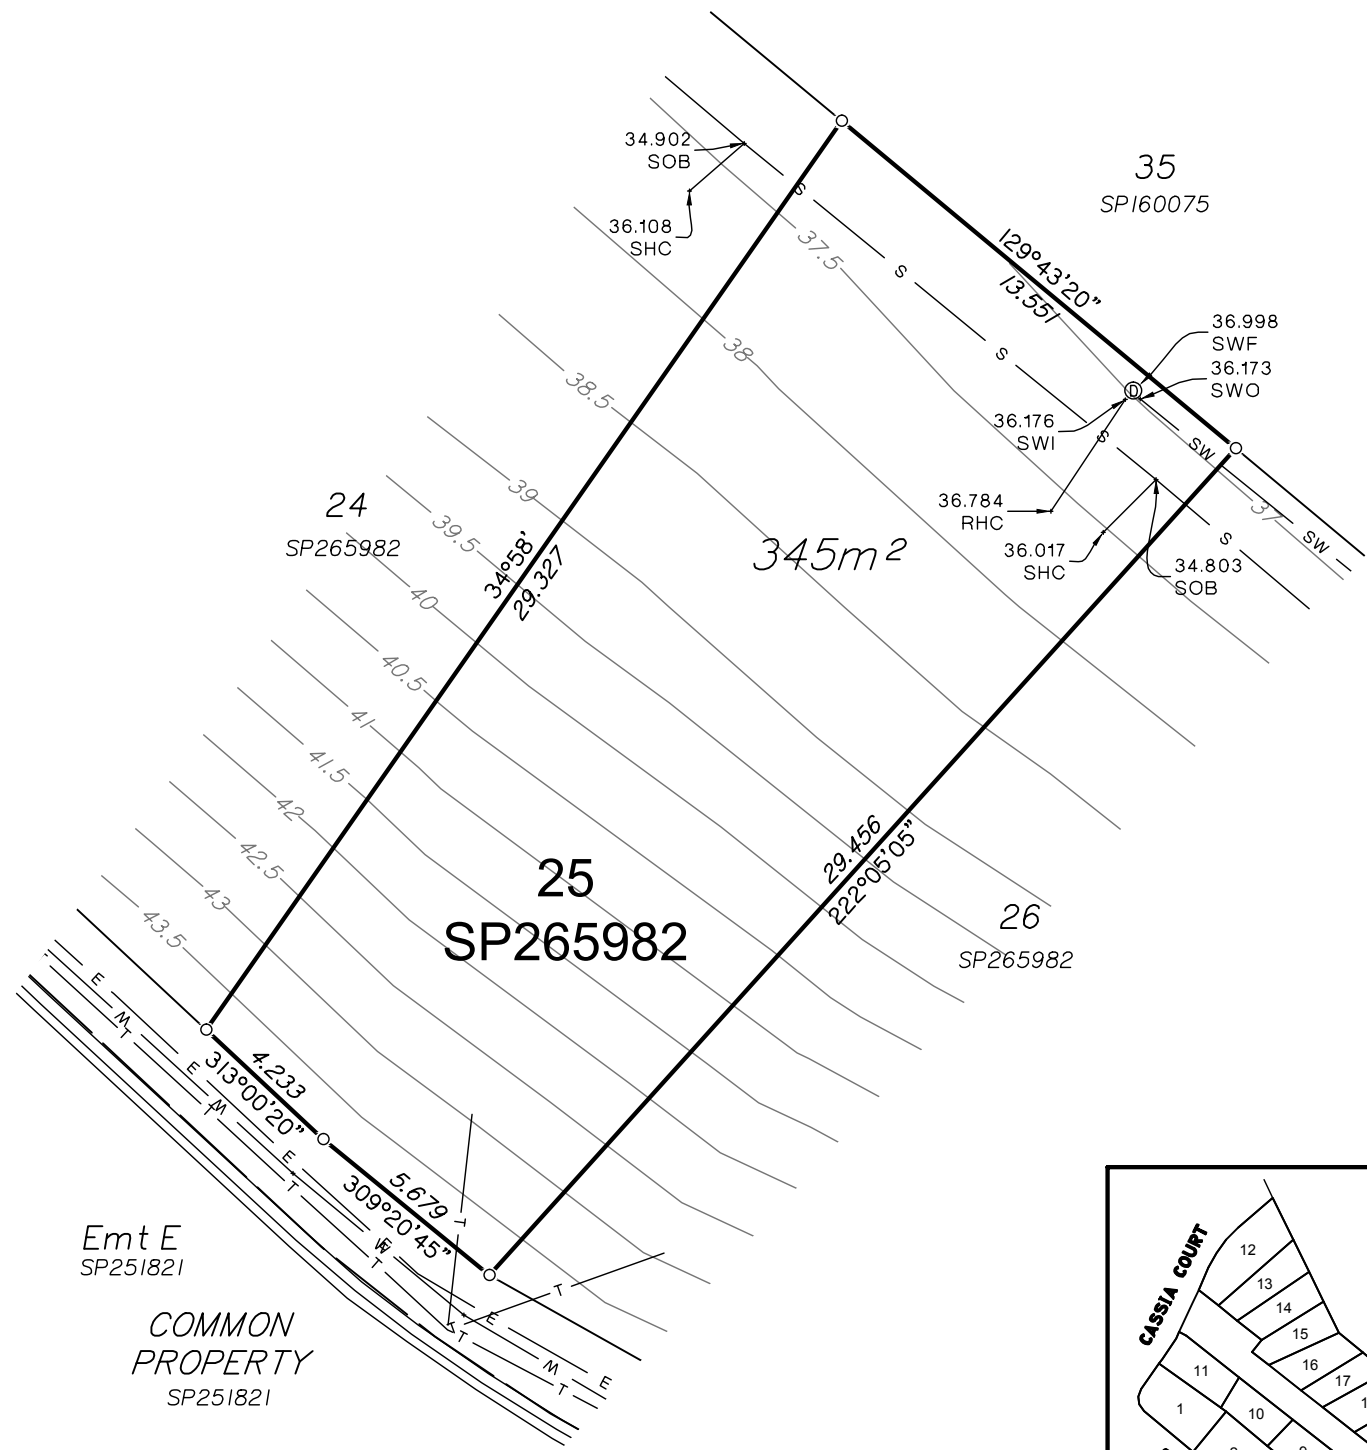 34.902
SOB
35
SP160075
36.108
SHC
S
37.5
S
129°43'20"
13.551
S
36.998
SWF
36.173
SWO
D
38
36.176
SWI
S
SW
38.5
39
36.784
RHC
37
SW
24
SP265982
39.5
34°58'
29.327
345m²
36.017
SHC
S
34.803
SOB
40
40.5
41
41.5
42
42.5
43
43.5
29.456
222°05'05"
25
SP265982
26
SP265982
E
W
T
E
W
T
4.233
313°00'20"
E
T
5.679
309°20'45"
T
W
E
T
T
T
T
E
W
T
E
Emt E
SP251821
COMMON
PROPERTY
SP251821
CASSIA COURT
12
13
14
15
16
17
11
1
10